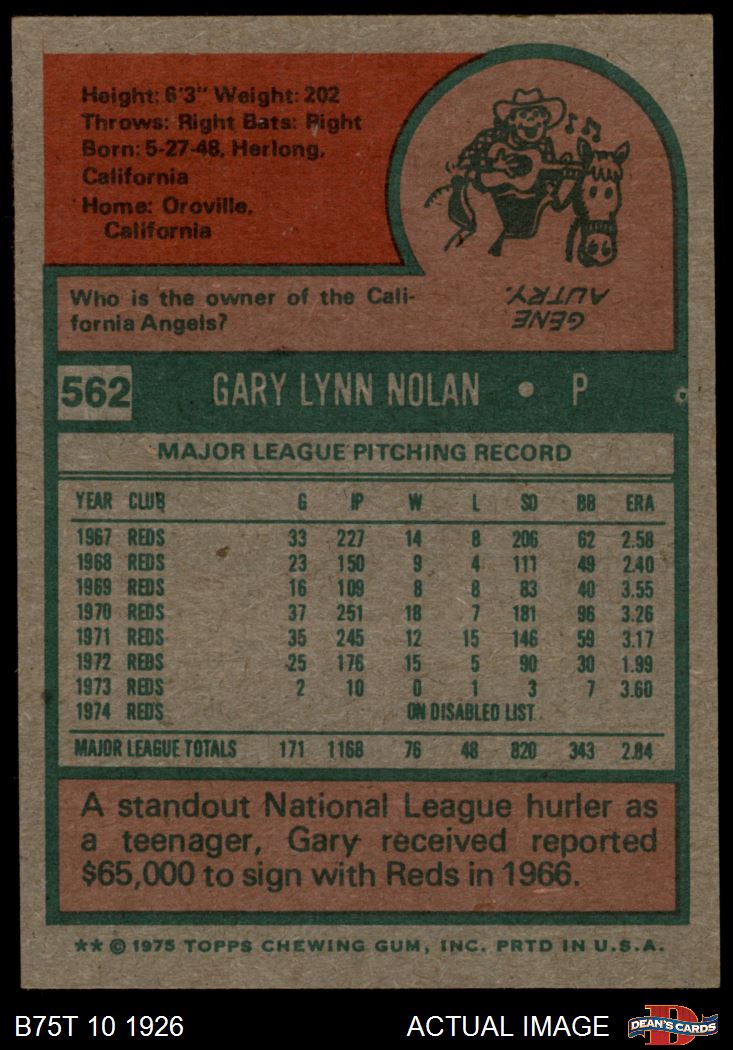 Height: 6'3" Weight: 202
Throws: Right Bats: Right
Born: 5-27-48, Herlong,
California
Home: Oroville,
California
Who is the owner of the Cali-
fornia Angels?
GENE
AUTRY.
562 GARY LYNN NOLAN • P
MAJOR LEAGUE PITCHING RECORD
YEAR CLUB G IP W L SO BB ERA
1967 REDS 33 227 14 8 206 62 2.58
1968 REDS 23 150 9 4 111 49 2.40
1969 REDS 16 109 8 8 83 40 3.55
1970 REDS 37 251 18 7 181 96 3.26
1971 REDS 35 245 12 15 146 59 3.17
1972 REDS 25 176 15 5 90 30 1.99
1973 REDS 2 10 0 1 3 7 3.60
1974 REDS ON DISABLED LIST
MAJOR LEAGUE TOTALS 171 1168 76 48 820 343 2.84
A standout National League hurler as
a teenager, Gary received reported
$65,000 to sign with Reds in 1966.
** © 1975 TOPPS CHEWING GUM, INC. PRTD IN U.S.A.
B75T 10 1926 ACTUAL IMAGE DEAN'S CARDS